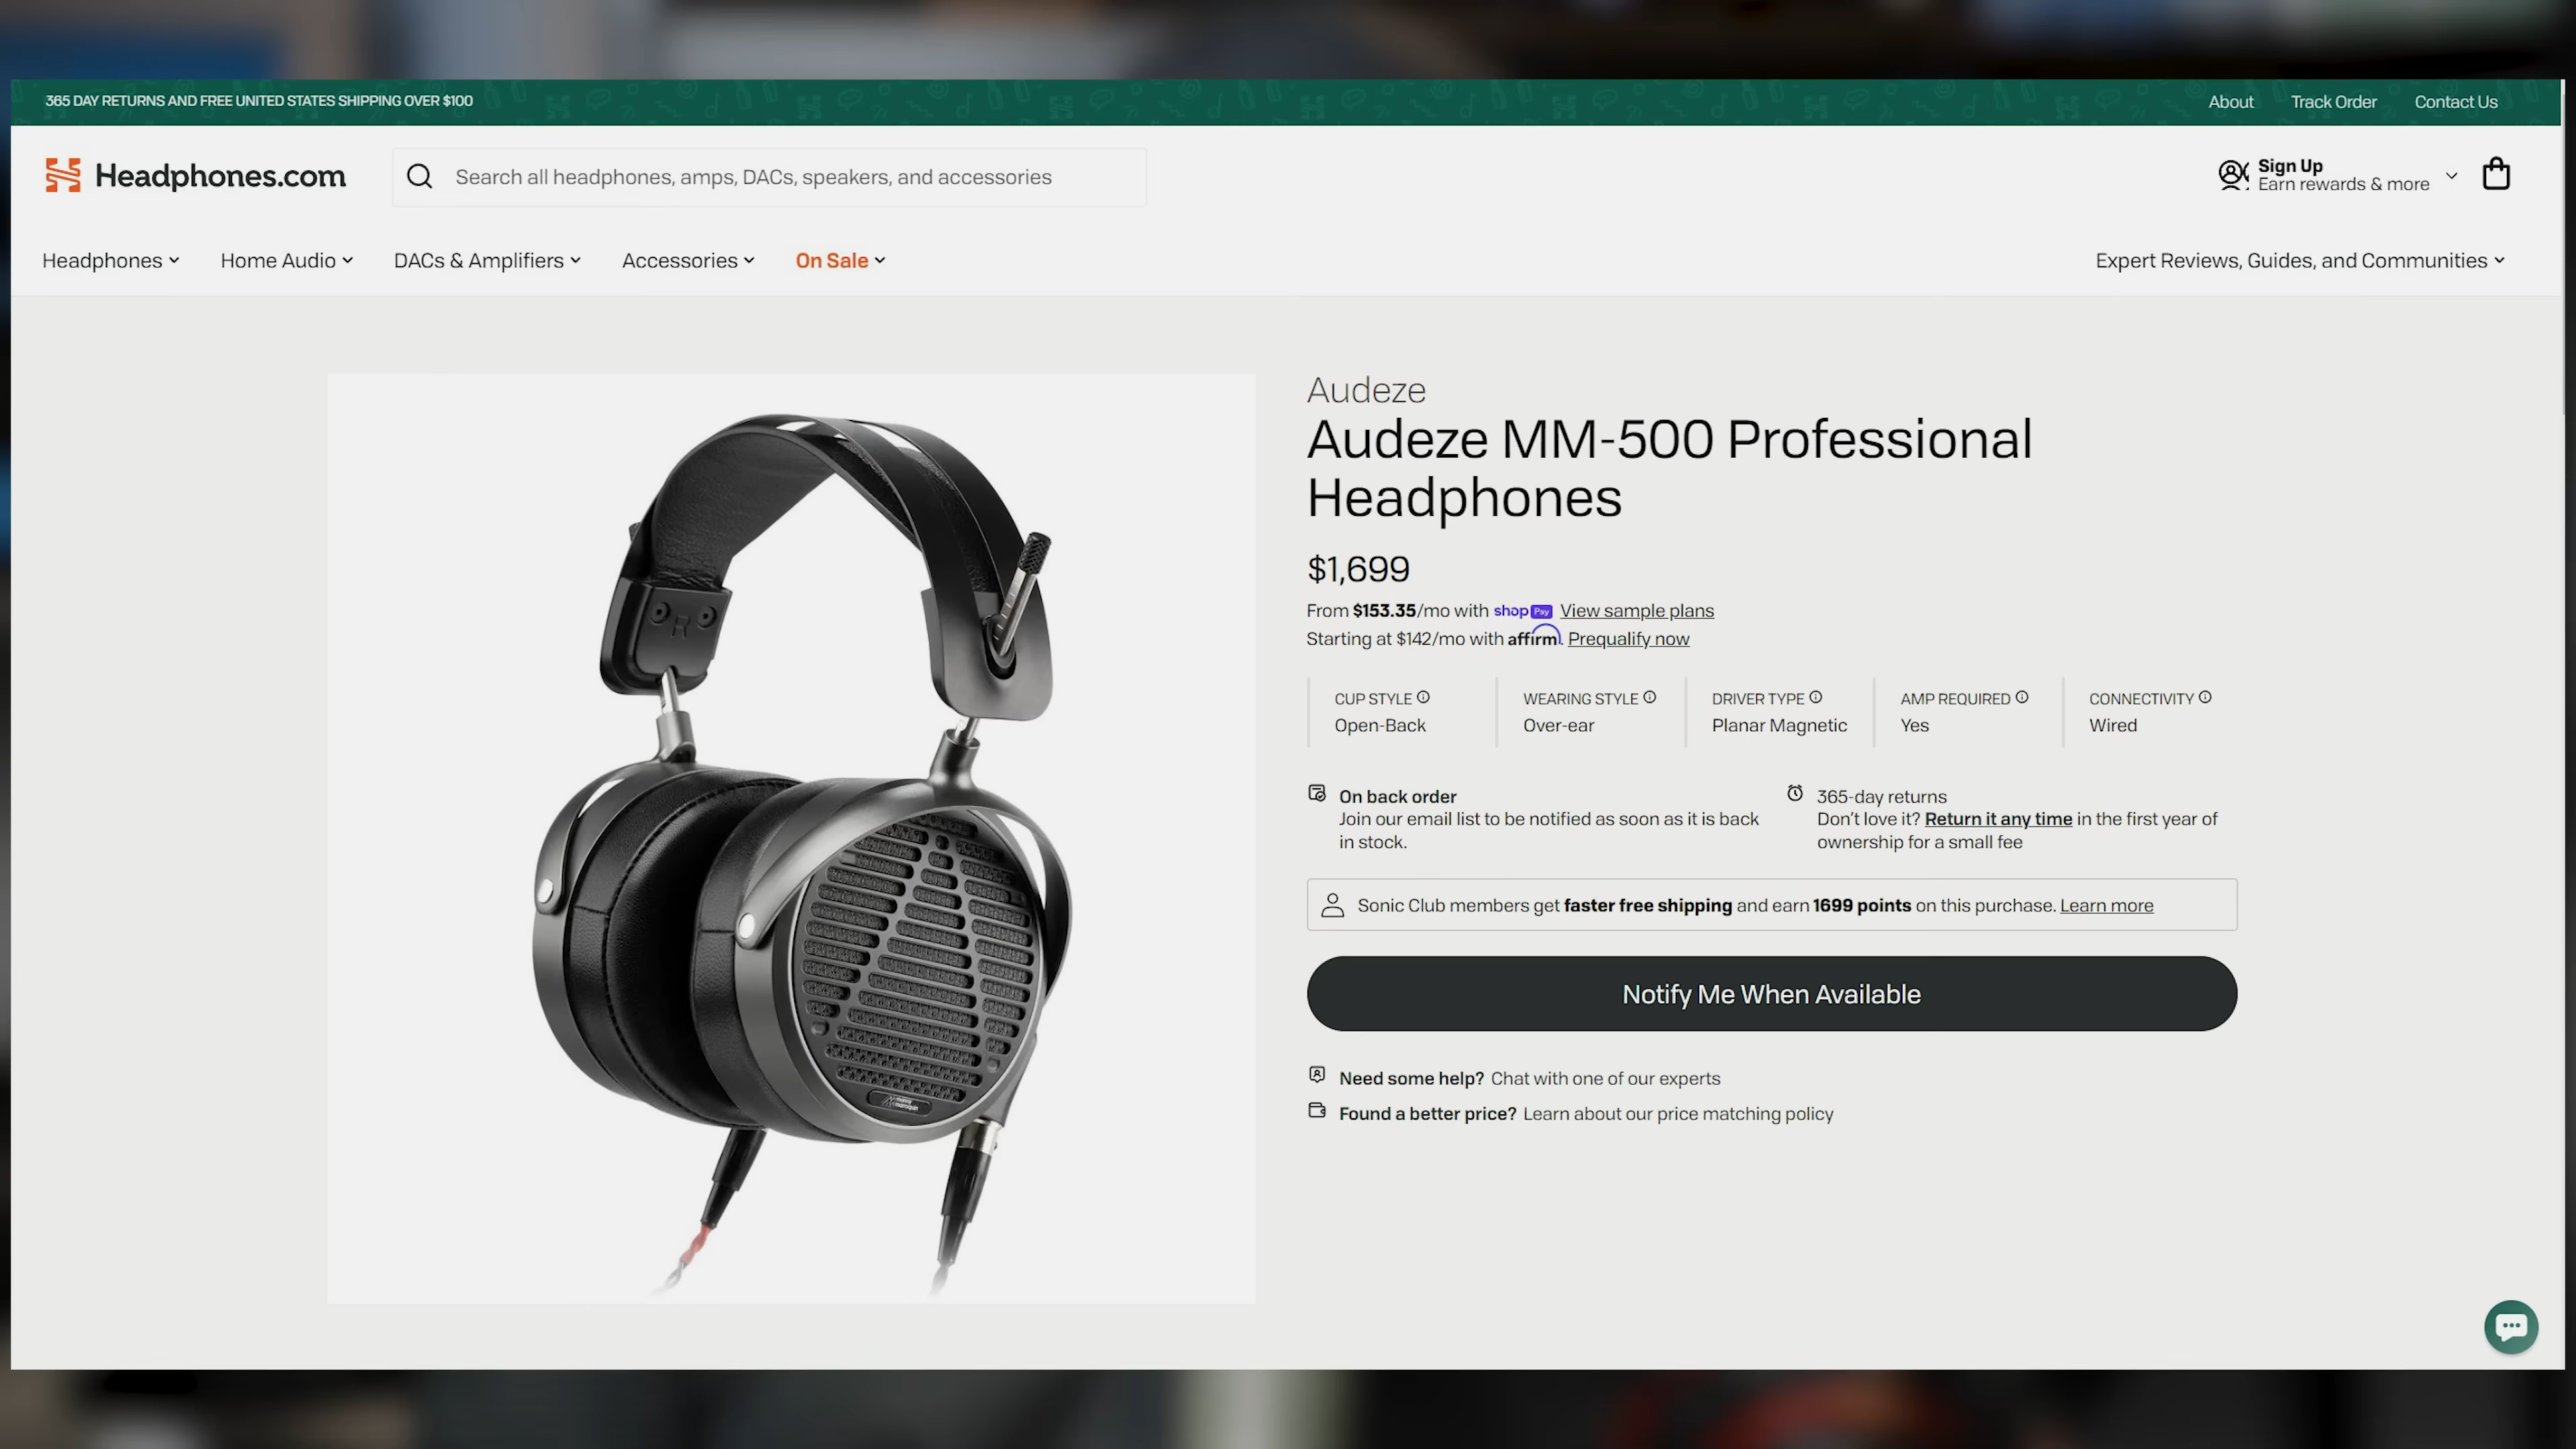 365 DAY RETURNS AND FREE UNITED STATES SHIPPING OVER $100
About
Track Order
Contact Us
Headphones.com
Search all headphones, amps, DACs, speakers, and accessories
Sign Up
Earn rewards & more
Headphones
Home Audio
DACs & Amplifiers
Accessories
On Sale
Expert Reviews, Guides, and Communities
Audeze
Audeze MM-500 Professional
Headphones
$1,699
From $153.35/mo with shop Pay View sample plans
Starting at $142/mo with affirm. Prequalify now
CUP STYLE
Open-Back
WEARING STYLE
Over-ear
DRIVER TYPE
Planar Magnetic
AMP REQUIRED
Yes
CONNECTIVITY
Wired
On back order
Join our email list to be notified as soon as it is back
in stock.
365-day returns
Don't love it? Return it any time in the first year of
ownership for a small fee
Sonic Club members get faster free shipping and earn 1699 points on this purchase. Learn more
Notify Me When Available
Need some help? Chat with one of our experts
Found a better price? Learn about our price matching policy
R